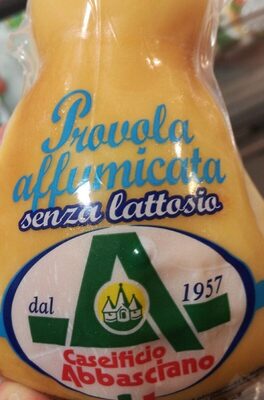 Provola
affumicata
senza lattosio
dal 1957
Caseificio
Abbasciano